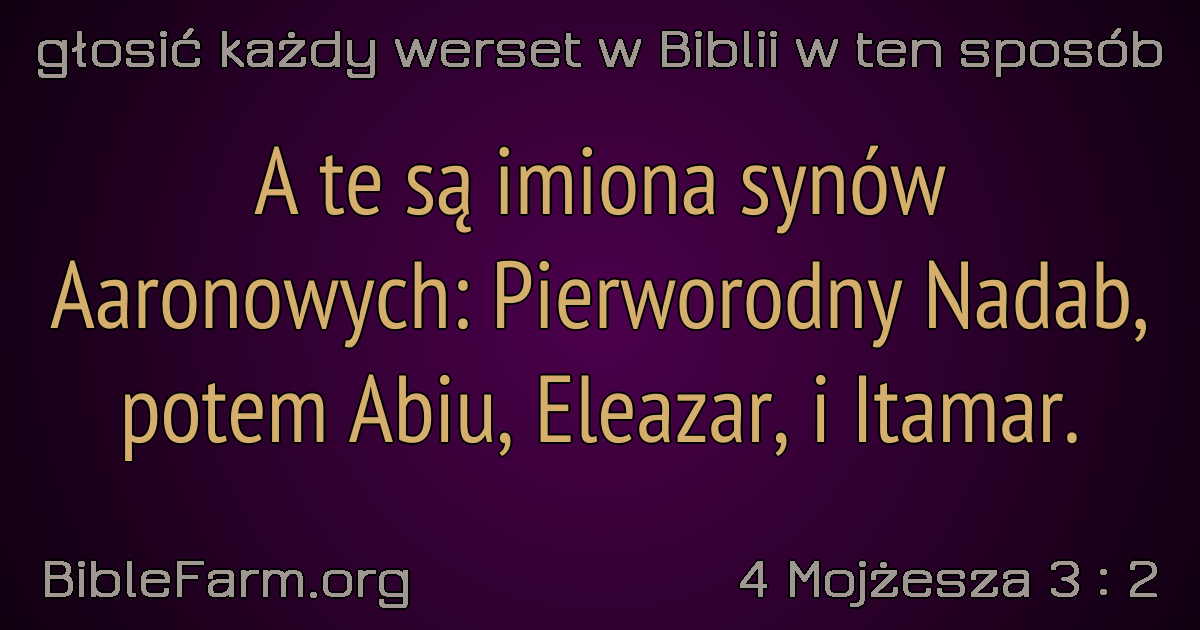 głosić każdy werset w Biblii w ten sposób
A te są imiona synów
Aaronowych: Pierworodny Nadab,
potem Abiu, Eleazar, i Itamar.
BibleFarm.org
4 Mojżesza 3 : 2